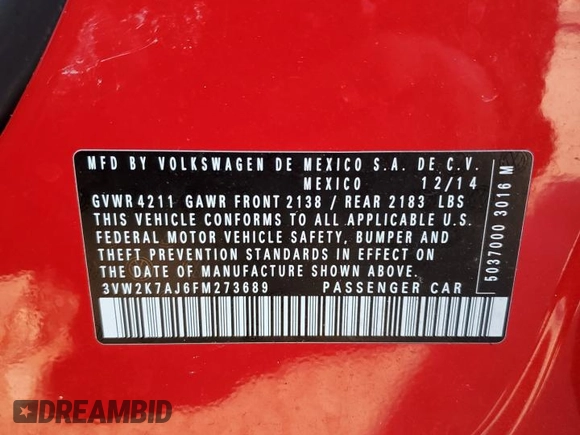 MFD BY VOLKSWAGEN DE MEXICO S.A. DE C.V.
MEXICO 12/14
GVWR 4211 GAWR FRONT 2138 / REAR 2183 LBS
THIS VEHICLE CONFORMS TO ALL APPLICABLE U.S.
FEDERAL MOTOR VEHICLE SAFETY, BUMPER AND
THEFT PREVENTION STANDARDS IN EFFECT ON
THE DATE OF MANUFACTURE SHOWN ABOVE.
3VW2K7AJ6FM273689 PASSENGER CAR
5037000 3016 M
DREAMBID